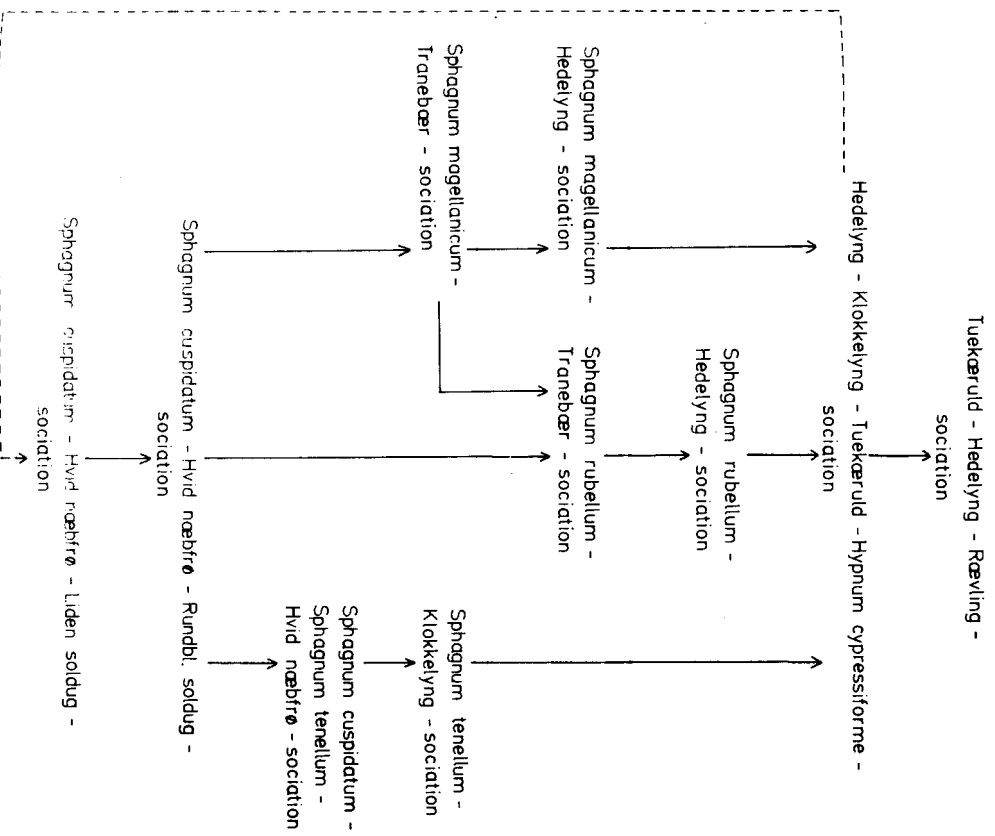 Tuekæruld - Hedelyng - Rævling -
sociation
Hedelyng - Klokkelyng - Tuekæruld - Hypnum cypressiforme -
sociation
Sphagnum rubellum -
Hedelyng - sociation
Sphagnum magellanicum -
Hedelyng - sociation
Sphagnum rubellum -
Tranebær - sociation
Sphagnum magellanicum -
Tranebær - sociation
Sphagnum tenellum -
Klokkelyng - sociation
Sphagnum cuspidatum -
Sphagnum tenellum -
Hvid næbfrø - sociation
Sphagnum cuspidatum - Hvid næbfrø - Rundbl. soldug -
sociation
Sphagnum cuspidatum - Hvid næbfrø - Liden soldug -
sociation